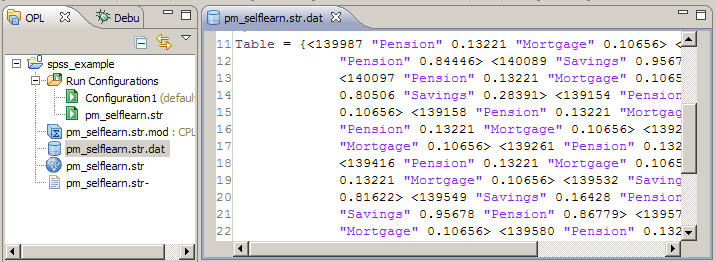 OPL
Debu
spss_example
Run Configurations
Configuration1 (default
pm_selflearn.str
pm_selflearn.str.mod : CPL
pm_selflearn.str.dat
pm_selflearn.str
pm_selflearn.str-
pm_selflearn.str.dat
11 Table = {<139987 "Pension" 0.13221 "Mortgage" 0.10656> <
12 "Pension" 0.84446> <140089 "Savings" 0.9567
13 <140097 "Pension" 0.13221 "Mortgage" 0.1065
14 0.80506 "Savings" 0.28391> <139154 "Pension
15 0.10656> <139158 "Pension" 0.13221 "Mortgag
16 "Pension" 0.13221 "Mortgage" 0.10656> <1392
17 "Mortgage" 0.10656> <139261 "Pension" 0.132
18 <139416 "Pension" 0.13221 "Mortgage" 0.1065
19 0.13221 "Mortgage" 0.10656> <139532 "Saving
20 0.81622> <139549 "Savings" 0.16428 "Pension
21 "Savings" 0.95678 "Pension" 0.86779> <13957
22 "Mortgage" 0.10656> <139580 "Pension" 0.132